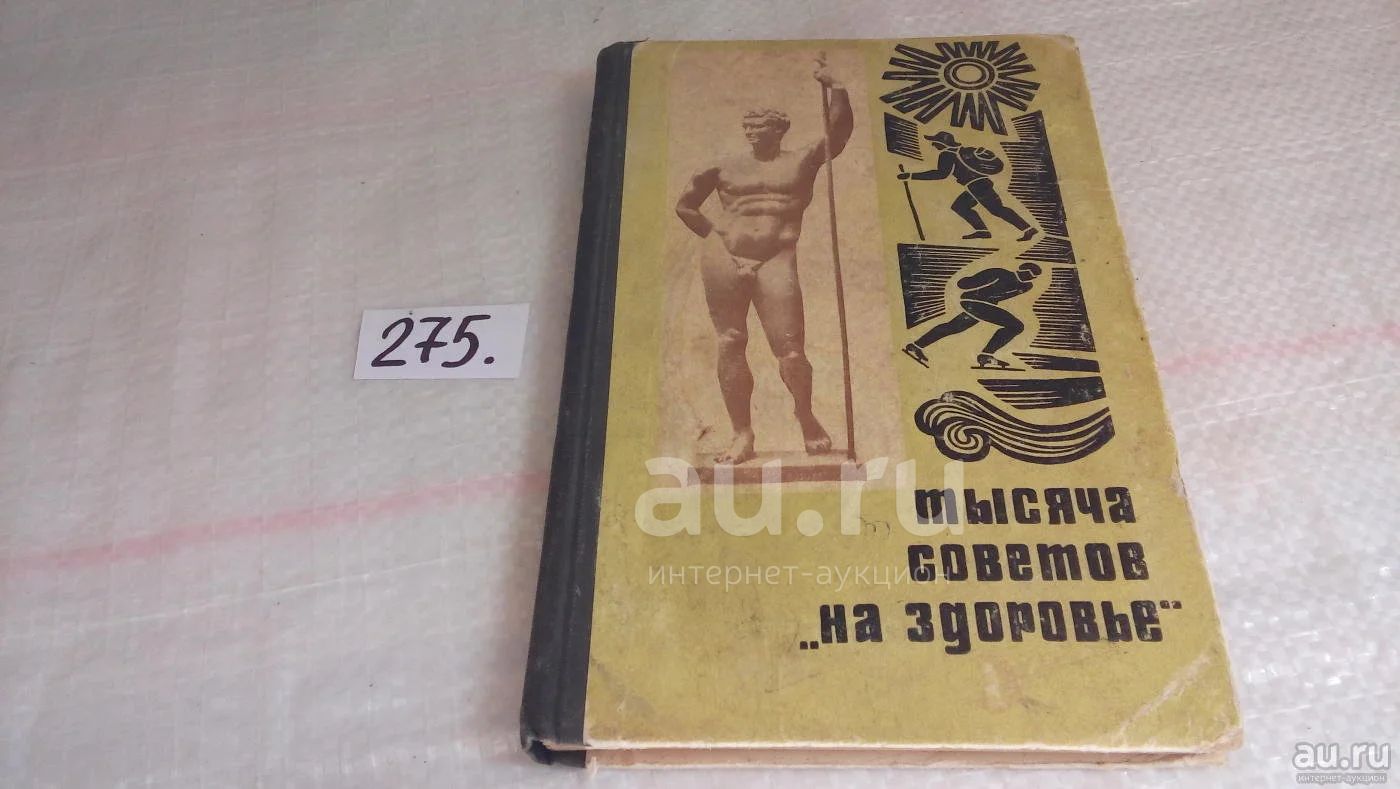 275.
тысяча
советов
„на здоровье“
au.ru
интернет-аукцион
au.ru
интернет-аукцион